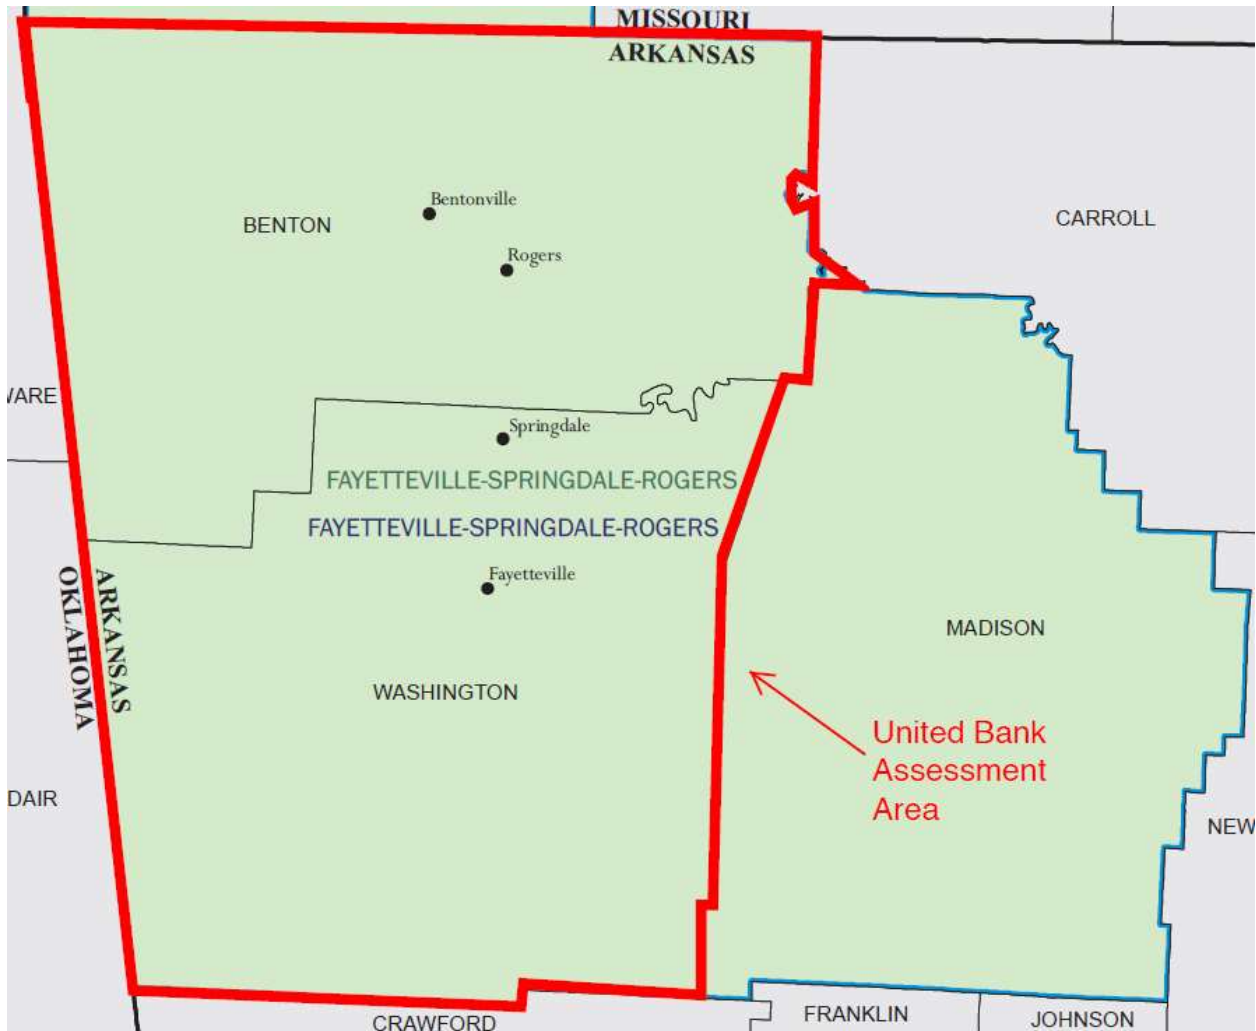 MISSOURI
ARKANSAS
Bentonville
BENTON
CARROLL
Rogers
WARE
Springdale
FAYETTEVILLE-SPRINGDALE-ROGERS
FAYETTEVILLE-SPRINGDALE-ROGERS
Fayetteville
ARKANSAS
OKLAHOMA
MADISON
WASHINGTON
United Bank
Assessment
Area
DAIR
NEW
FRANKLIN
JOHNSON
CRAWFORD